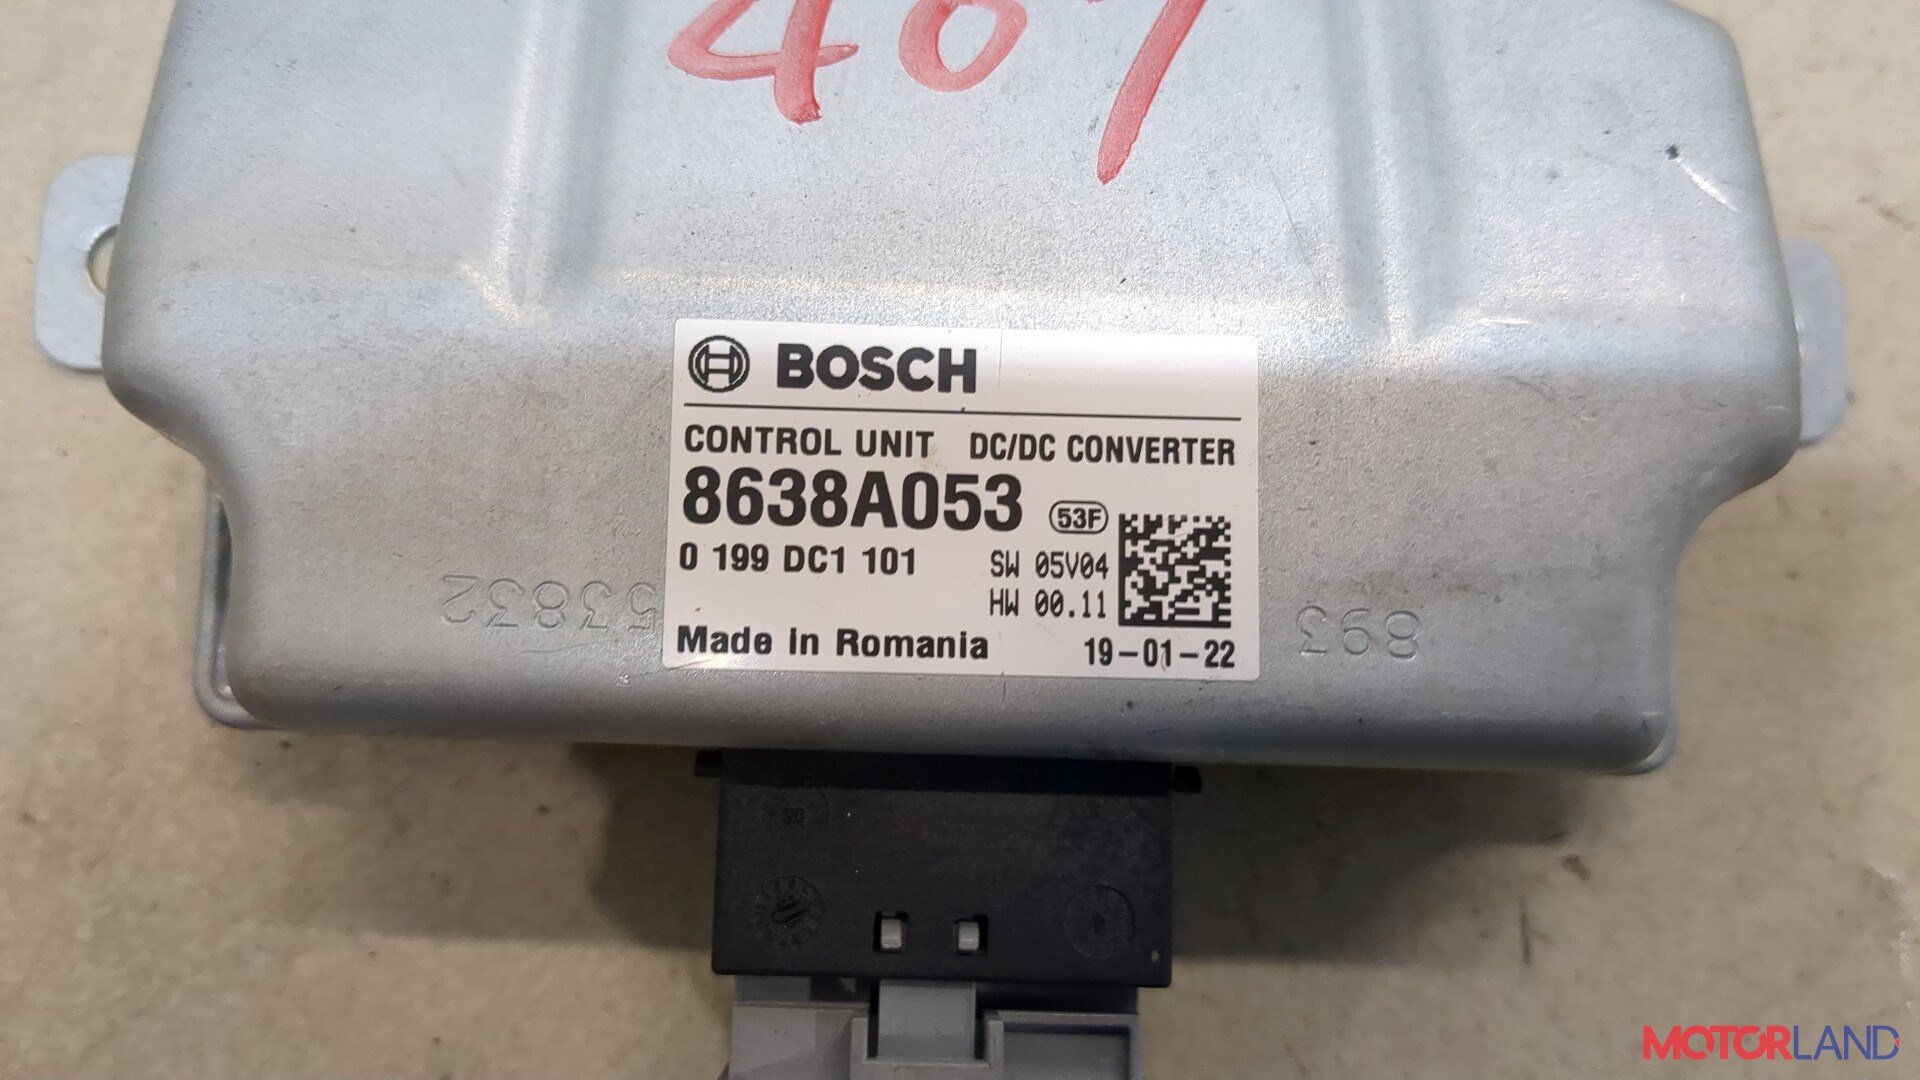 407
BOSCH
CONTROL UNIT DC/DC CONVERTER
8638A053 53F
0 199 DC1 101 SW 05V04
HW 00.11
Made in Romania 19-01-22
53832
893
MOTORLAND